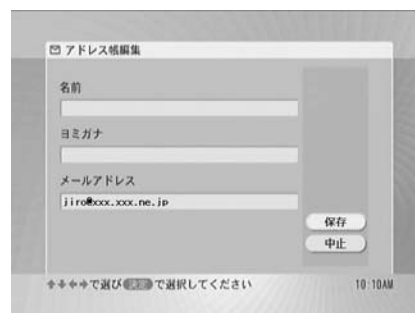 アドレス帳編集
名前
ヨミガナ
メールアドレス
jiro@xxx.xxx.ne.jp
保存
中止
↑↓←→で選び 決定 で選択してください
10:10AM